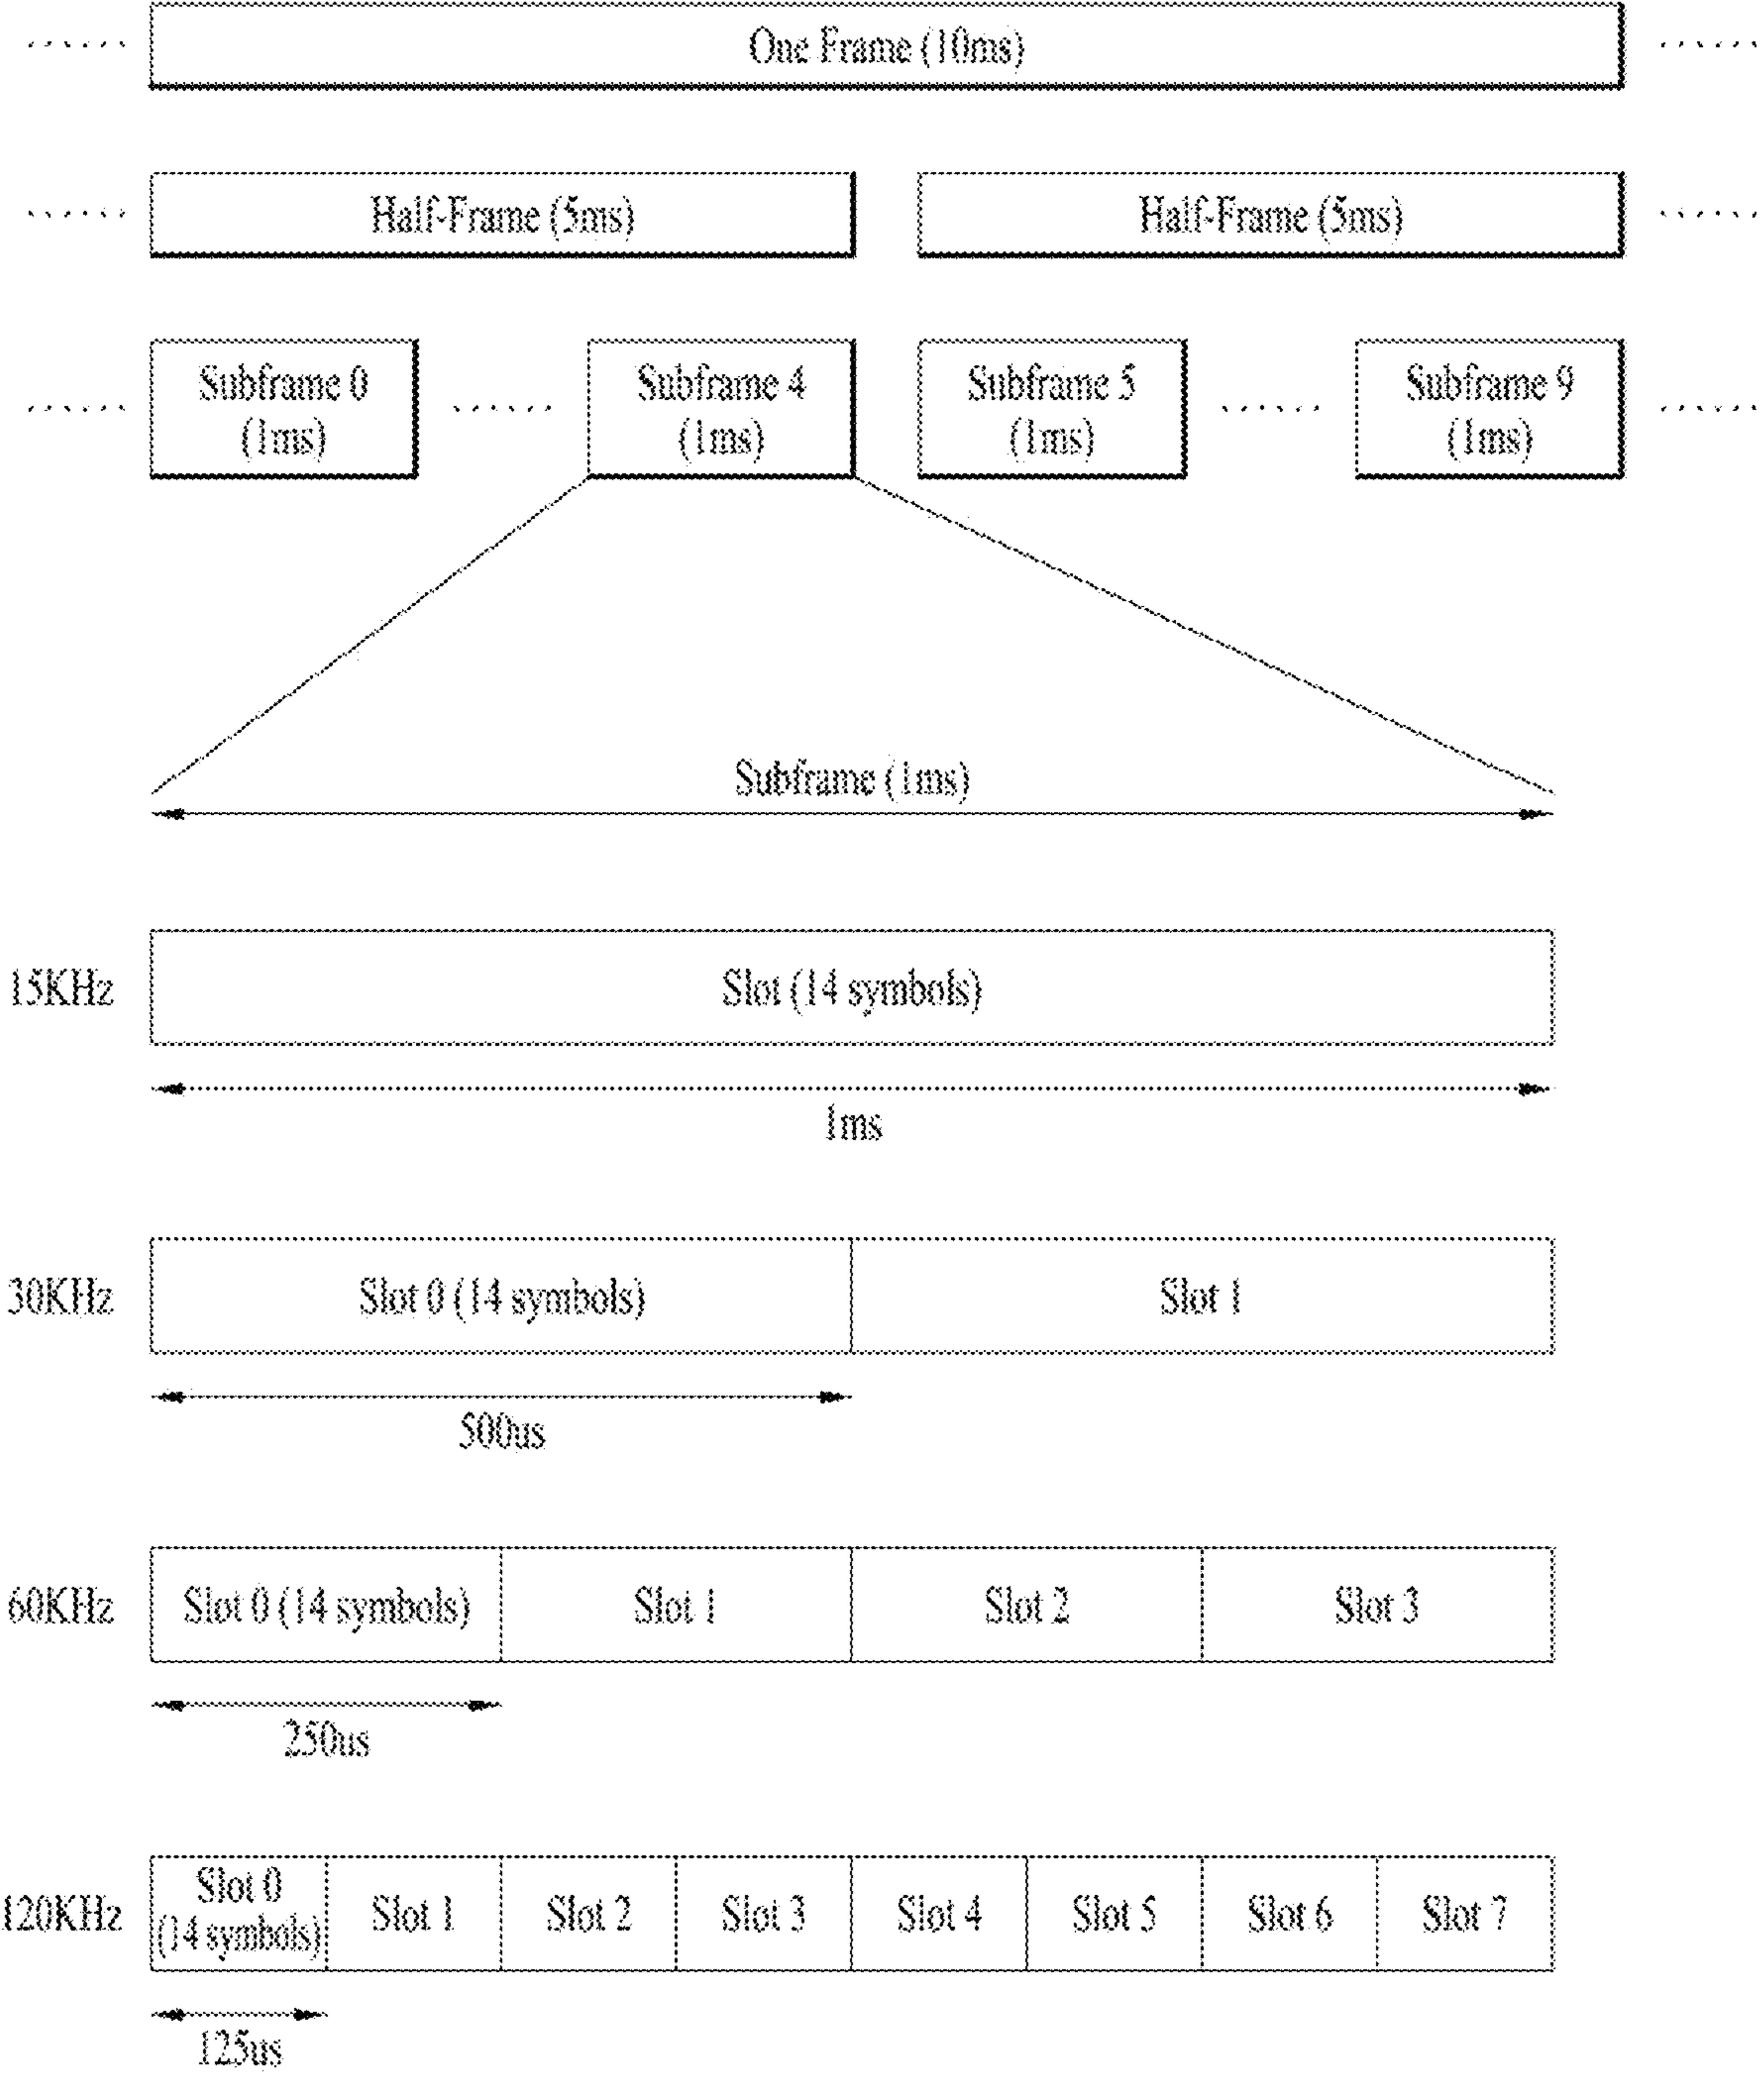 One Frame (10ms)
Half-Frame (5ms) Half-Frame (5ms)
Subframe 0 Subframe 4 Subframe 5 Subframe 9
(1ms) (1ms) (1ms) (1ms)
Subframe (1ms)
15KHz Slot (14 symbols)
1ms
30KHz Slot 0 (14 symbols) Slot 1
500us
60KHz Slot 0 (14 symbols) Slot 1 Slot 2 Slot 3
250us
120KHz Slot 0 (14 symbols) Slot 1 Slot 2 Slot 3 Slot 4 Slot 5 Slot 6 Slot 7
125us